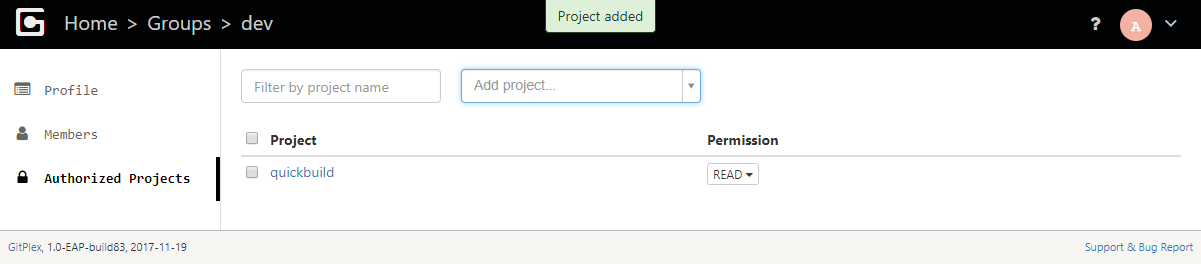 Project added
Home > Groups > dev
?
A
Profile
Members
Authorized Projects
Filter by project name
Add project...
Project Permission
quickbuild READ
GitPlex, 1.0-EAP-build83, 2017-11-19
Support & Bug Report